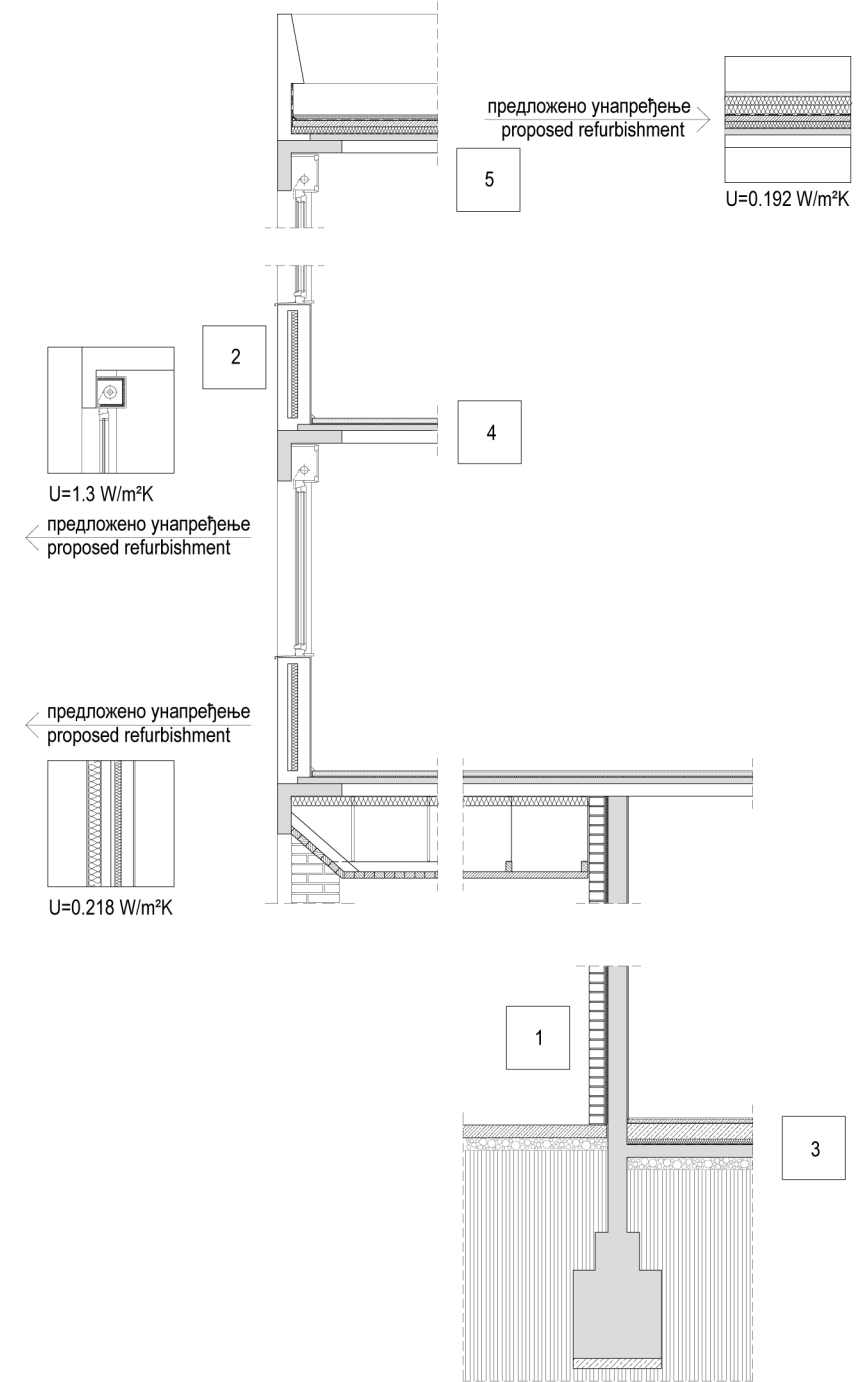 предложено унапређење
proposed refurbishment
U=0.192 W/m²K
5
2
4
U=1.3 W/m²K
предложено унапређење
proposed refurbishment
предложено унапређење
proposed refurbishment
U=0.218 W/m²K
1
3